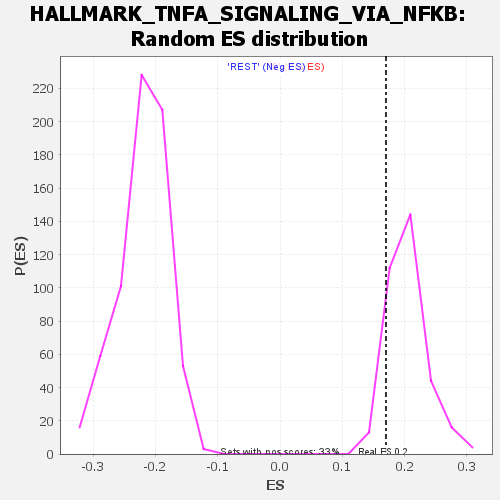 HALLMARK_TNFA_SIGNALING_VIA_NFKB:
Random ES distribution
'REST' (Neg ES) ES)
220
200
180
160
140
120
100
80
60
40
20
0
P(ES)
Sets with pos scores: 33%
Real ES 0.2
-0.3 -0.2 -0.1 0.0 0.1 0.2 0.3
ES